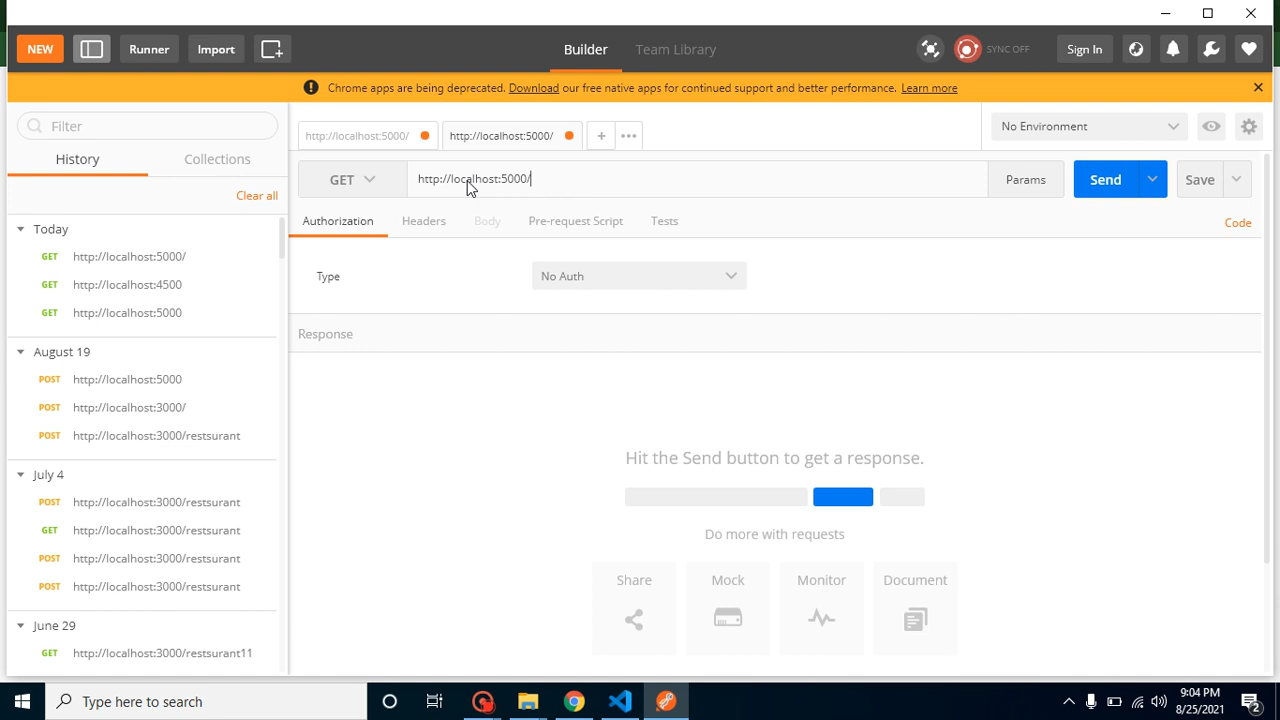 NEW
Runner
Import
Builder
Team Library
SYNC OFF
Sign In
Chrome apps are being deprecated. Download our free native apps for continued support and better performance. Learn more
Filter
History
Collections
Clear all
Today
GET http://localhost:5000/
GET http://localhost:4500
GET http://localhost:5000
August 19
POST http://localhost:5000
POST http://localhost:3000/
POST http://localhost:3000/restsurant
July 4
POST http://localhost:3000/restsurant
GET http://localhost:3000/restsurant
POST http://localhost:3000/restsurant
POST http://localhost:3000/restsurant
June 29
GET http://localhost:3000/restsurant11
http://localhost:5000/
http://localhost:5000/
No Environment
GET
http://localhost:5000/
Params
Send
Save
Authorization
Headers
Body
Pre-request Script
Tests
Code
Type
No Auth
Response
Hit the Send button to get a response.
Do more with requests
Share
Mock
Monitor
Document
Type here to search
9:04 PM
8/25/2021
2